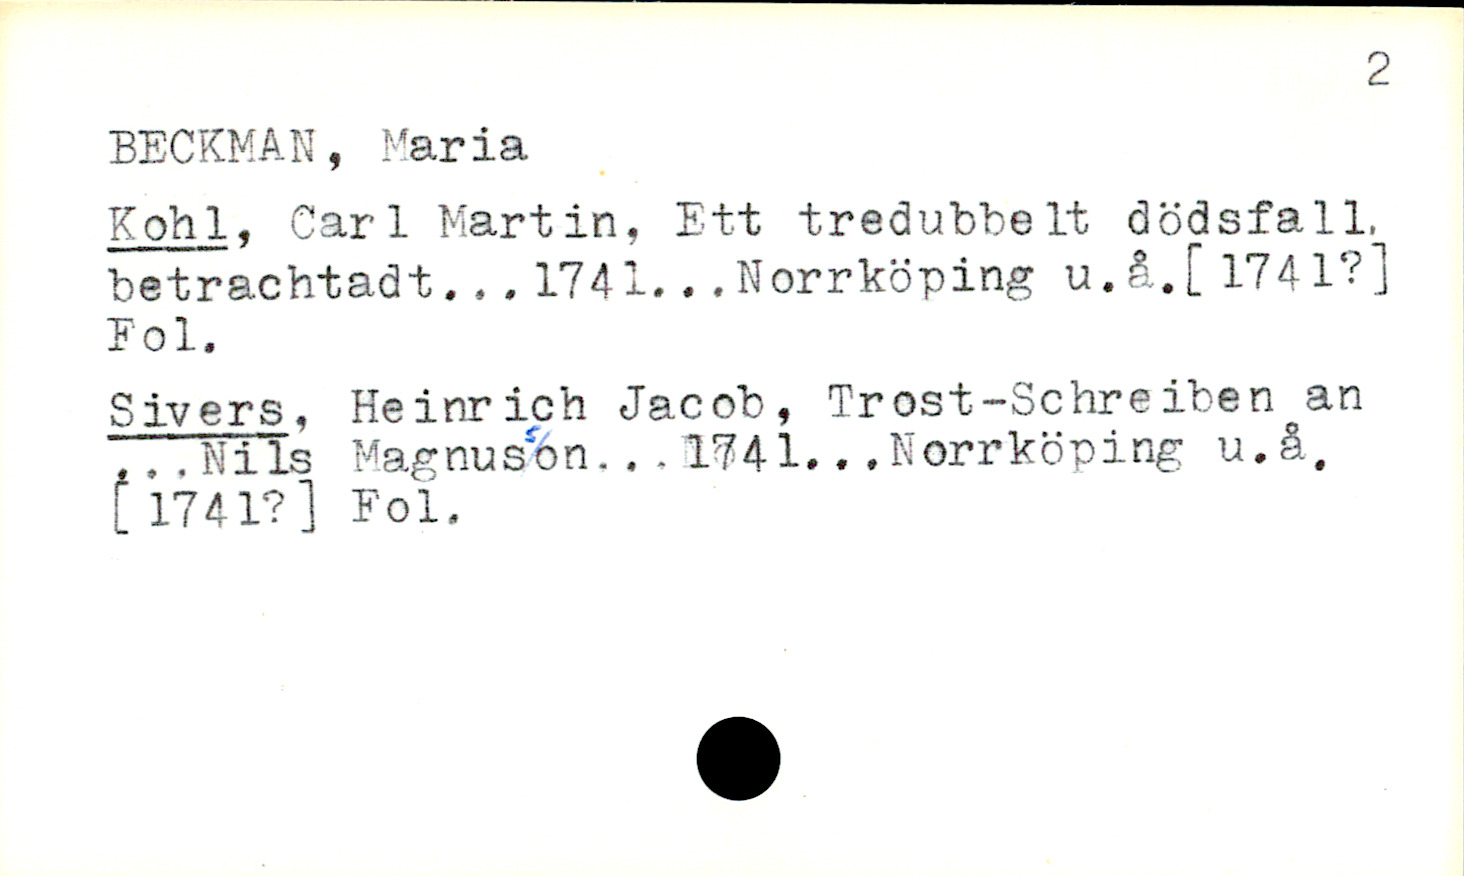 2
BECKMAN, Maria
Kohl, Carl Martin, Ett tredubbelt dödsfall,
betrachtadt...1741...Norrköping u.å.[1741?]
Fol.
Sivers, Heinrich Jacob, Trost-Schreiben an
...Nils Magnusson...1741...Norrköping u.å.
[1741?] Fol.